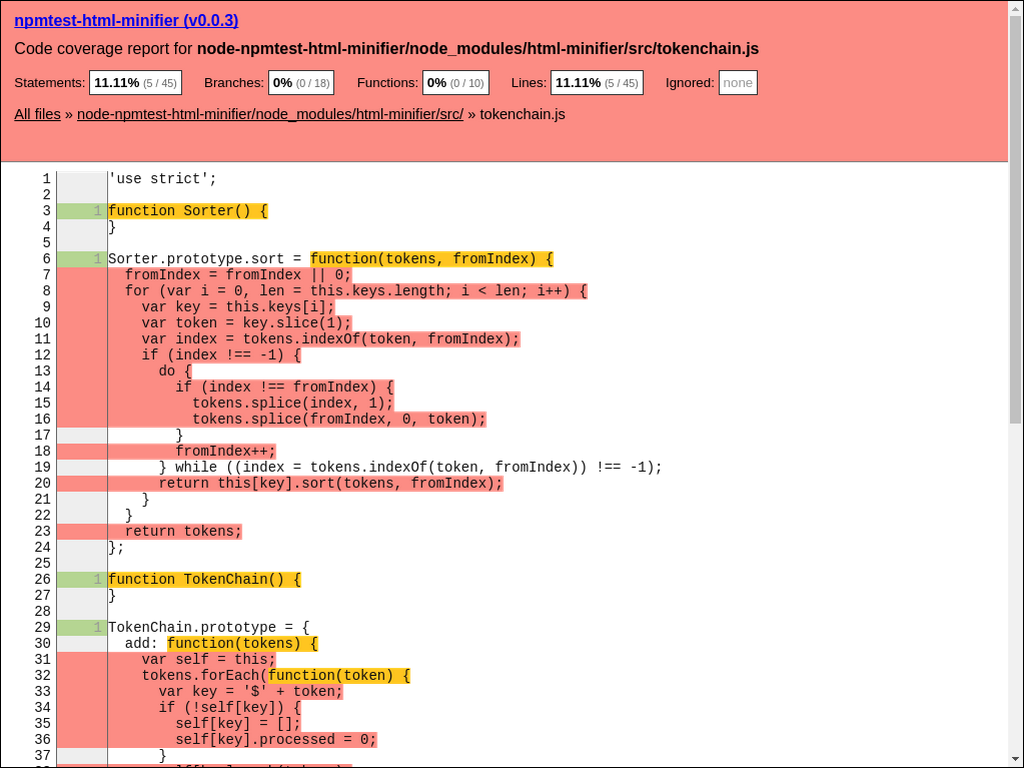 npmtest-html-minifier (v0.0.3)
Code coverage report for node-npmtest-html-minifier/node_modules/html-minifier/src/tokenchain.js
Statements: 11.11% (5 / 45) Branches: 0% (0 / 18) Functions: 0% (0 / 10) Lines: 11.11% (5 / 45) Ignored: none
All files » node-npmtest-html-minifier/node_modules/html-minifier/src/ » tokenchain.js
1 'use strict';
2
3 1 function Sorter() {
4 }
5
6 1 Sorter.prototype.sort = function(tokens, fromIndex) {
7 fromIndex = fromIndex || 0;
8 for (var i = 0, len = this.keys.length; i < len; i++) {
9 var key = this.keys[i];
10 var token = key.slice(1);
11 var index = tokens.indexOf(token, fromIndex);
12 if (index !== -1) {
13 do {
14 if (index !== fromIndex) {
15 tokens.splice(index, 1);
16 tokens.splice(fromIndex, 0, token);
17 }
18 fromIndex++;
19 } while ((index = tokens.indexOf(token, fromIndex)) !== -1);
20 return this[key].sort(tokens, fromIndex);
21 }
22 }
23 return tokens;
24 };
25
26 1 function TokenChain() {
27 }
28
29 1 TokenChain.prototype = {
30 add: function(tokens) {
31 var self = this;
32 tokens.forEach(function(token) {
33 var key = '$' + token;
34 if (!self[key]) {
35 self[key] = [];
36 self[key].processed = 0;
37 }